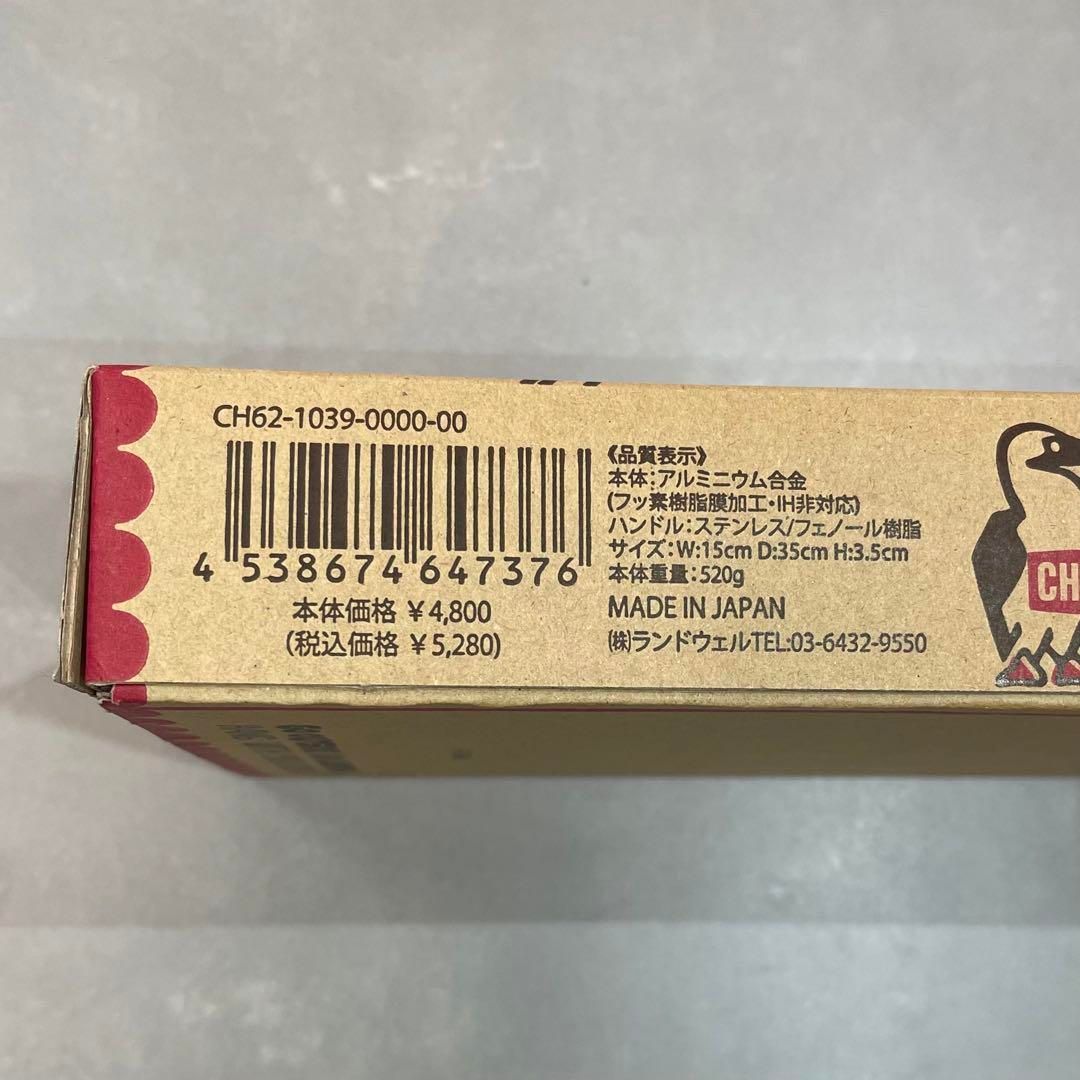 CH62-1039-0000-00
4 538674 647376
本体価格 ¥4,800
(税込価格 ¥5,280)
《品質表示》
本体:アルミニウム合金
(フッ素樹脂膜加工・IH非対応)
ハンドル:ステンレス/フェノール樹脂
サイズ:W:15cm D:35cm H:3.5cm
本体重量:520g
MADE IN JAPAN
㈱ランドウェルTEL:03-6432-9550
CH